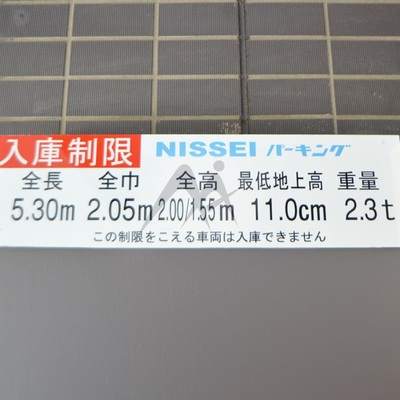 入庫制限 NISSEI パーキング
全長 全巾 全高 最低地上高 重量
5.30m 2.05m 2.00/1.55m 11.0cm 2.3t
この制限をこえる車両は入庫できません